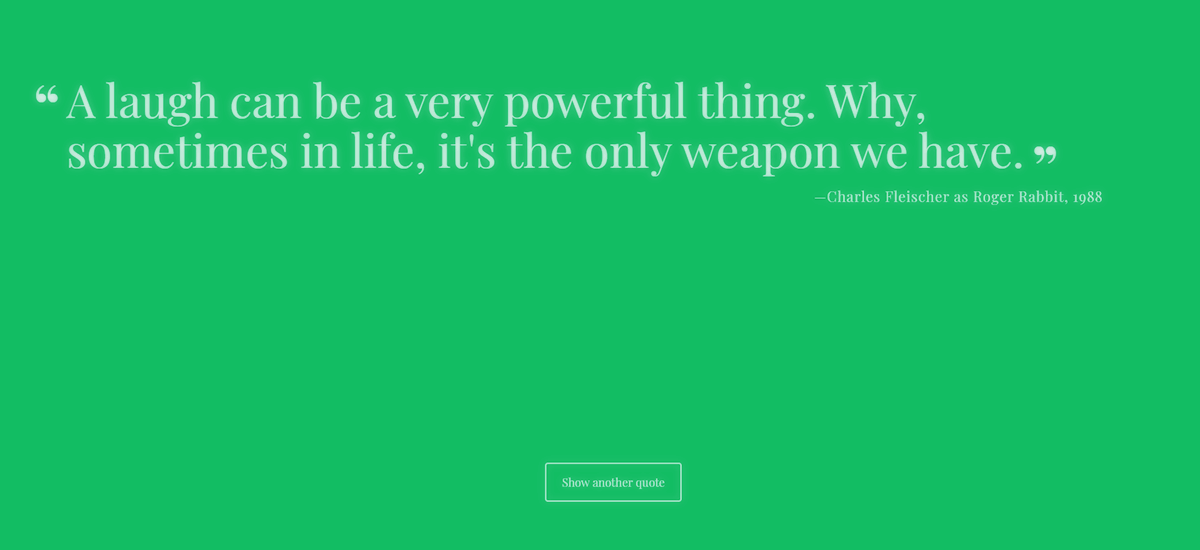 “ A laugh can be a very powerful thing. Why,
sometimes in life, it's the only weapon we have. ”
—Charles Fleischer as Roger Rabbit, 1988
Show another quote